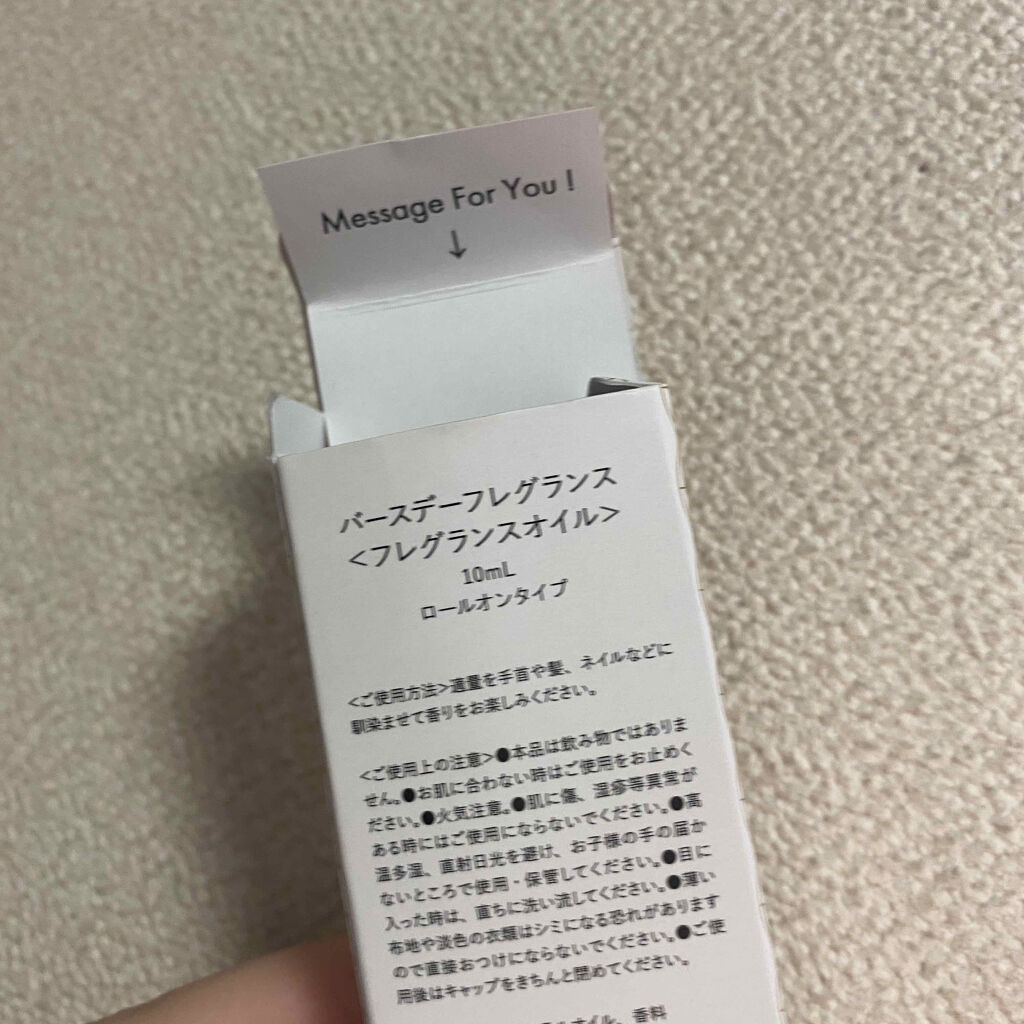 Message For You !
↓
バースデーフレグランス
<フレグランスオイル>
10mL
ロールオンタイプ
<ご使用方法>適量を手首や髪、ネイルなどに
馴染ませて香りをお楽しみください。
<ご使用上の注意>●本品は飲み物ではありま
せん。●お肌に合わない時はご使用をお止めく
ださい。●火気注意。●肌に傷、湿疹等異常が
ある時にはご使用にならないでください。●高
温多湿、直射日光を避け、お子様の手の届か
ないところで使用・保管してください。●目に
入った時は、直ちに洗い流してください。●薄い
布地や淡色の衣類はシミになる恐れがあります
ので直接おつけにならないでください。●ご使
用後はキャップをきちんと閉めてください。
オイル、香料